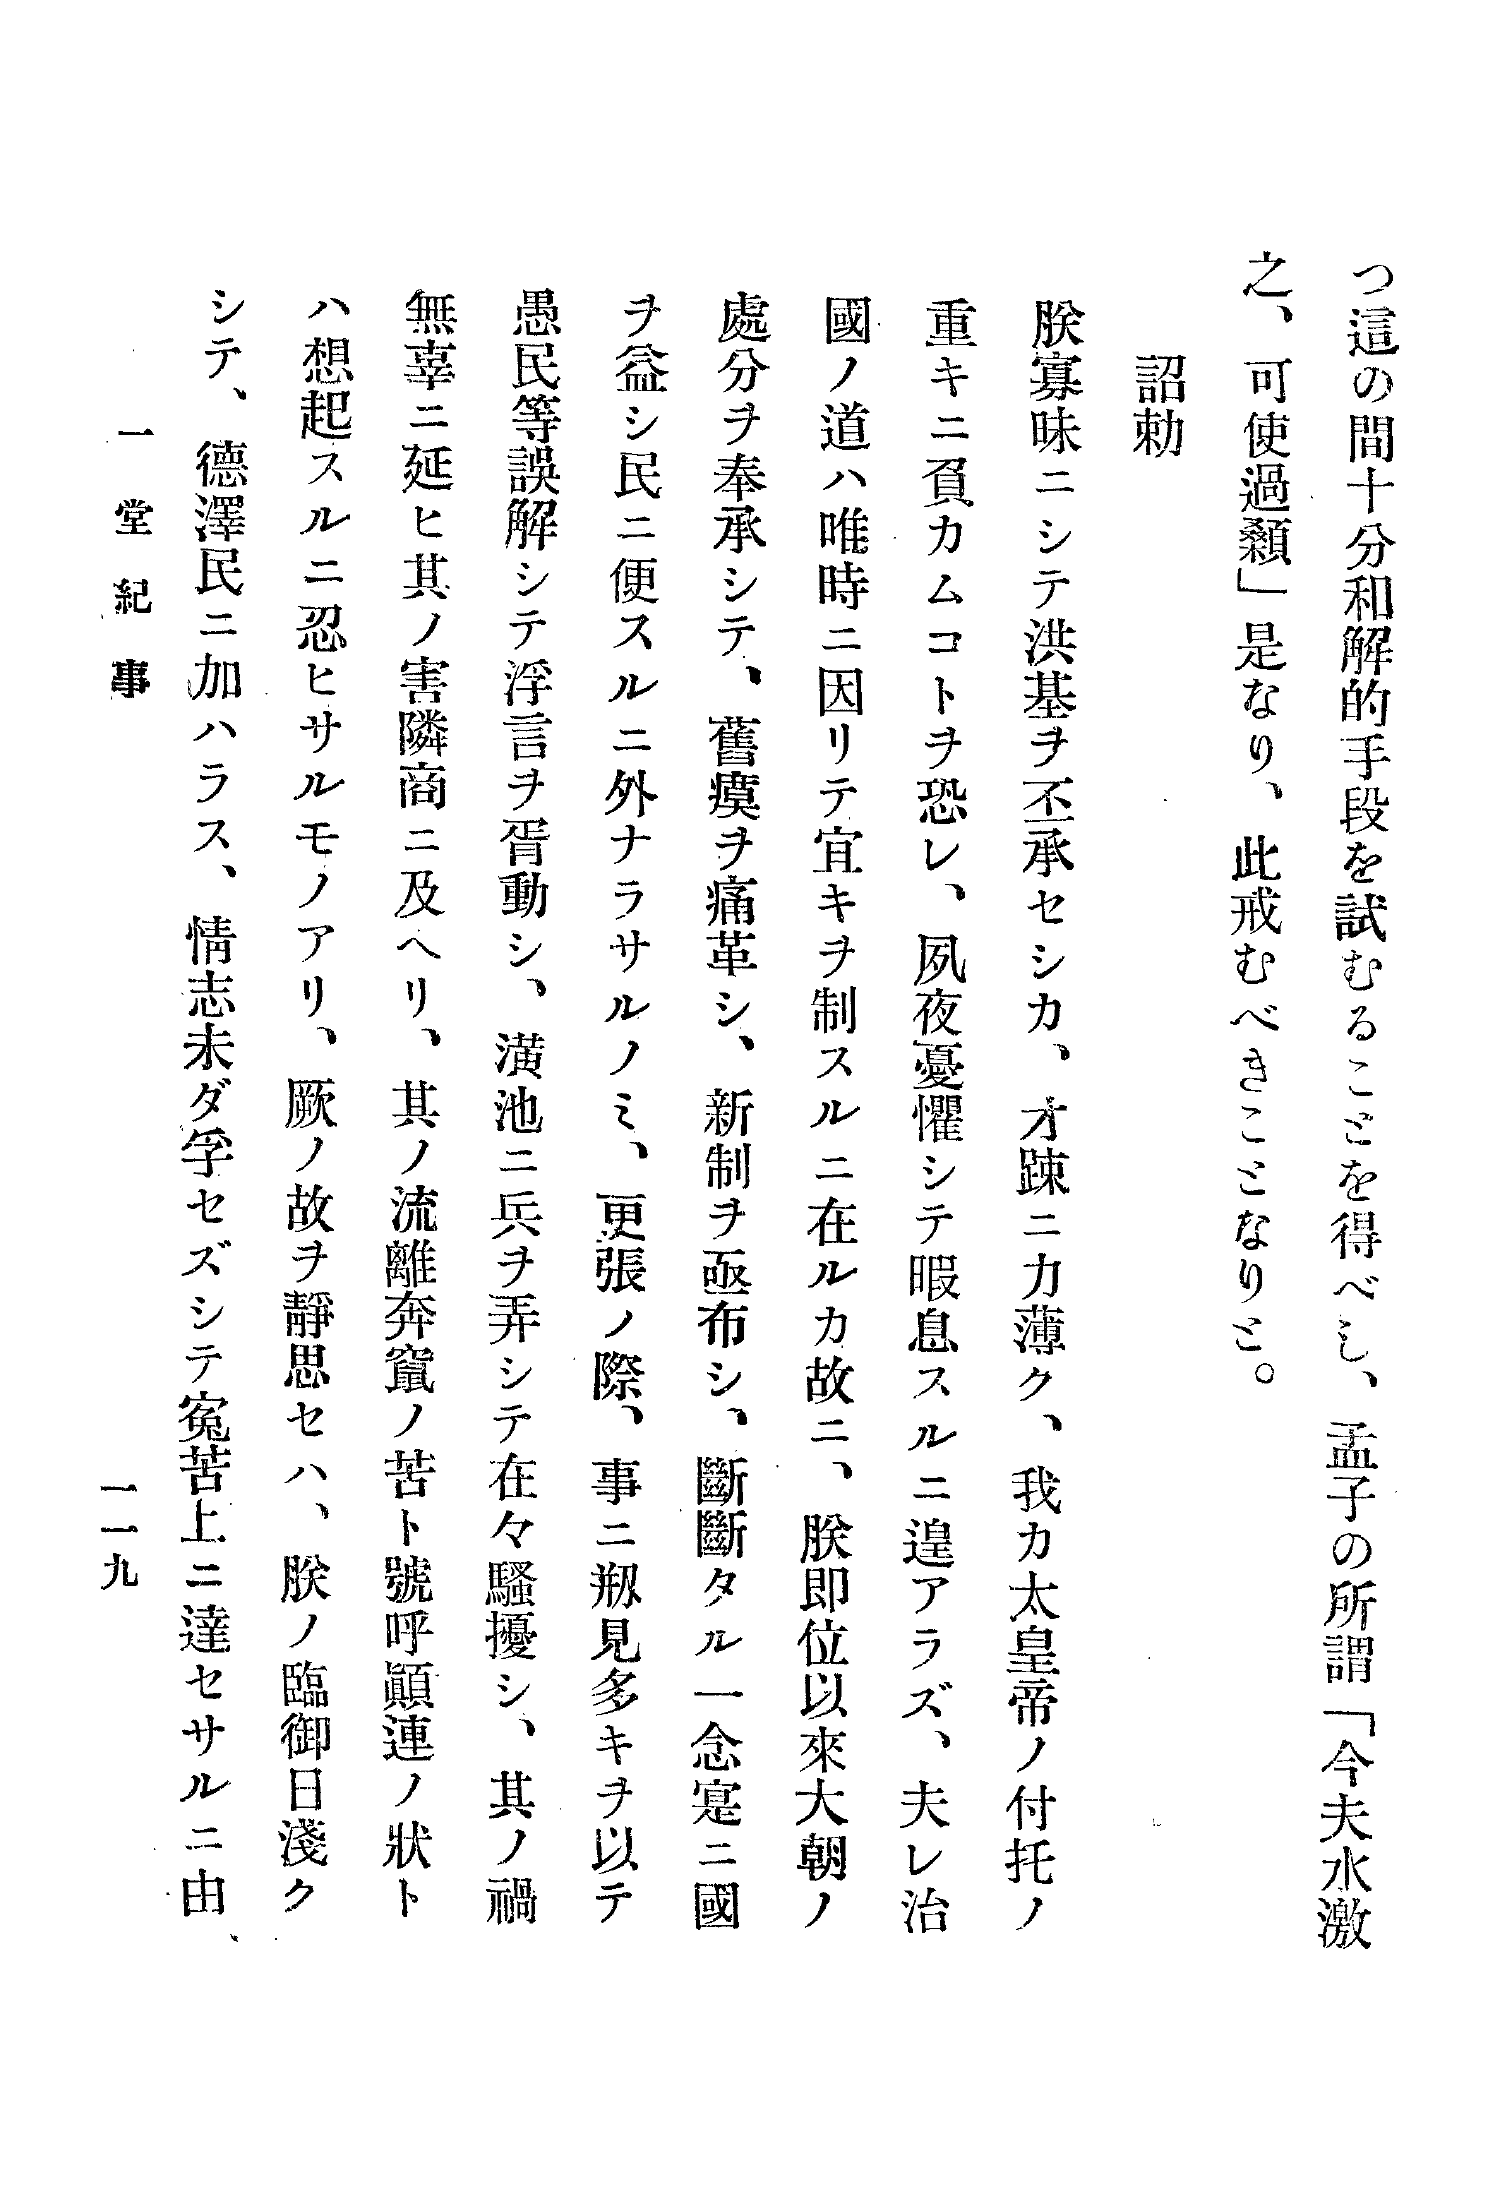 つ這の間十分和解的手段を試むることを得べし、孟子の所謂「今夫水激
之、可使過顙」是なり、此戒むべきことなりと。
詔勅
朕寡昧ニシテ洪基ヲ丕承セシカ、才踈ニ力薄ク、我カ太皇帝ノ付托ノ
重キニ負カムコトヲ恐レ、夙夜憂懼シテ暇息スルニ遑アラズ、夫レ治
國ノ道ハ唯時ニ因リテ宜キヲ制スルニ在ルカ故ニ、朕即位以來大朝ノ
處分ヲ奉承シテ、舊瘼ヲ痛革シ、新制ヲ亟布シ、斷斷タル一念寔ニ國
ヲ益シ民ニ便スルニ外ナラサルノミ、更張ノ際、事ニ剏見多キヲ以テ
愚民等誤解シテ浮言ヲ胥動シ、潢池ニ兵ヲ弄シテ在々騷擾シ、其ノ禍
無辜ニ延ヒ其ノ害隣商ニ及ヘリ、其ノ流離奔竄ノ苦ト號呼顚連ノ狀ト
ハ想起スルニ忍ヒサルモノアリ、厥ノ故ヲ靜思セハ、朕ノ臨御日淺ク
シテ、德澤民ニ加ハラス、情志未ダ孚セズシテ寃苦上ニ達セサルニ由
一堂紀事
一一九